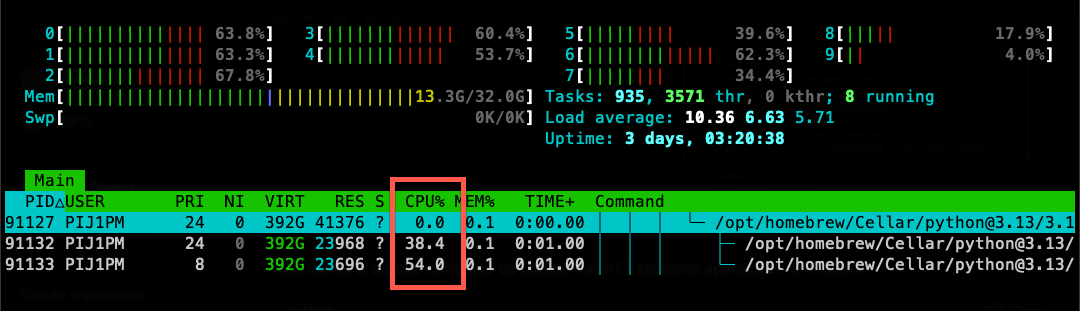 0[|||||||||||||||| 63.8%] 3[||||||||||||| 60.4%] 5[||||||||| 39.6%] 8[||||| 17.9%]
1[|||||||||||||||| 63.3%] 4[|||||||||||| 53.7%] 6[|||||||||||||| 62.3%] 9[|| 4.0%]
2[|||||||||||||||| 67.8%] 7[|||||||| 34.4%]
Mem[||||||||||||||||||||||||||||||||||||13.3G/32.0G] Tasks: 935, 3571 thr, 0 kthr; 8 running
Swp[ 0K/0K] Load average: 10.36 6.63 5.71
Uptime: 3 days, 03:20:38
Main
PID△USER PRI NI VIRT RES S CPU% MEM% TIME+ Command
91127 PIJ1PM 24 0 392G 41376 ? 0.0 0.1 0:00.00 │ │ │ └─ /opt/homebrew/Cellar/python@3.13/3.1
91132 PIJ1PM 24 0 392G 23968 ? 38.4 0.1 0:01.00 │ │ │ ├─ /opt/homebrew/Cellar/python@3.13/
91133 PIJ1PM 8 0 392G 23696 ? 54.0 0.1 0:01.00 │ │ │ └─ /opt/homebrew/Cellar/python@3.13/
Tipo de organisación